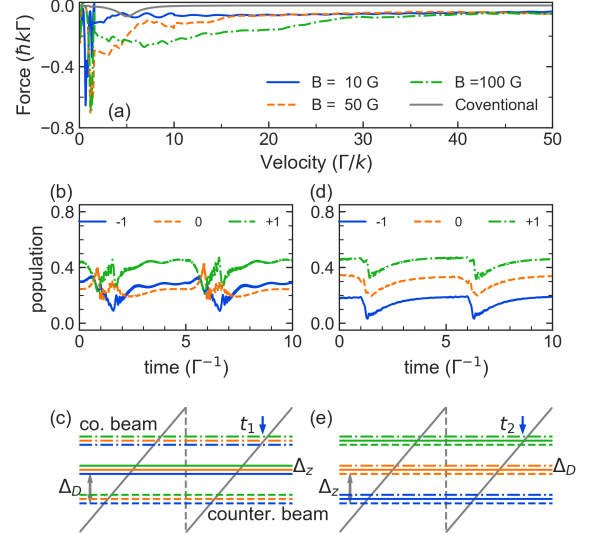 0.0
−0.4
−0.8
Force (ħkΓ)
(a)
B = 10 G
B = 50 G
B =100 G
Coventional
0
10
20
30
40
50
Velocity (Γ/k)
(b)
-1
0
+1
0.8
0.4
0.0
population
0
5
10
time (Γ⁻¹)
(d)
-1
0
+1
0.8
0.4
0.0
0
5
10
time (Γ⁻¹)
(c)
co. beam
t₁
Δz
ΔD
counter. beam
(e)
t₂
ΔD
Δz